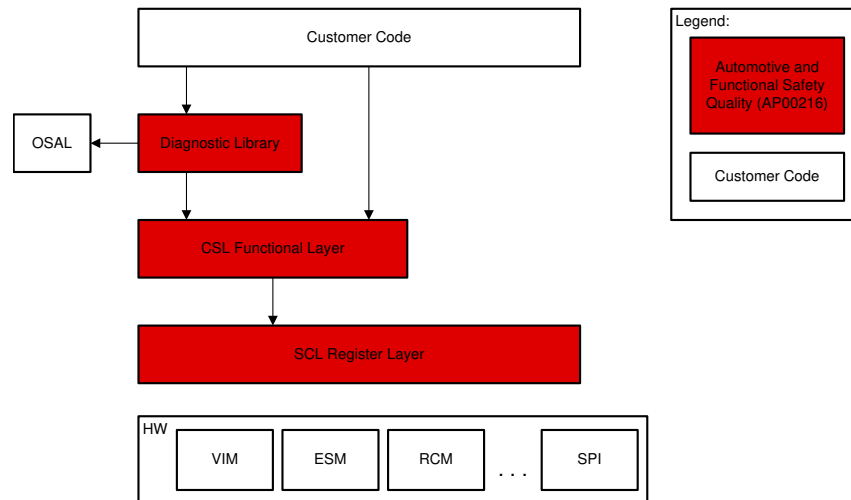 Customer Code
Legend:
Automotive and
Functional Safety
Quality (AP00216)
Customer Code
OSAL
Diagnostic Library
CSL Functional Layer
SCL Register Layer
HW
VIM
ESM
RCM
. . .
SPI